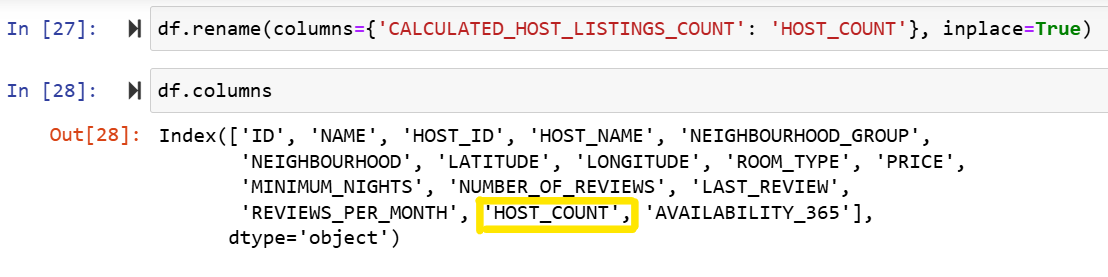 In [27]: df.rename(columns={'CALCULATED_HOST_LISTINGS_COUNT': 'HOST_COUNT'}, inplace=True)
In [28]: df.columns
Out[28]: Index(['ID', 'NAME', 'HOST_ID', 'HOST_NAME', 'NEIGHBOURHOOD_GROUP',
'NEIGHBOURHOOD', 'LATITUDE', 'LONGITUDE', 'ROOM_TYPE', 'PRICE',
'MINIMUM_NIGHTS', 'NUMBER_OF_REVIEWS', 'LAST_REVIEW',
'REVIEWS_PER_MONTH', 'HOST_COUNT', 'AVAILABILITY_365'],
dtype='object')